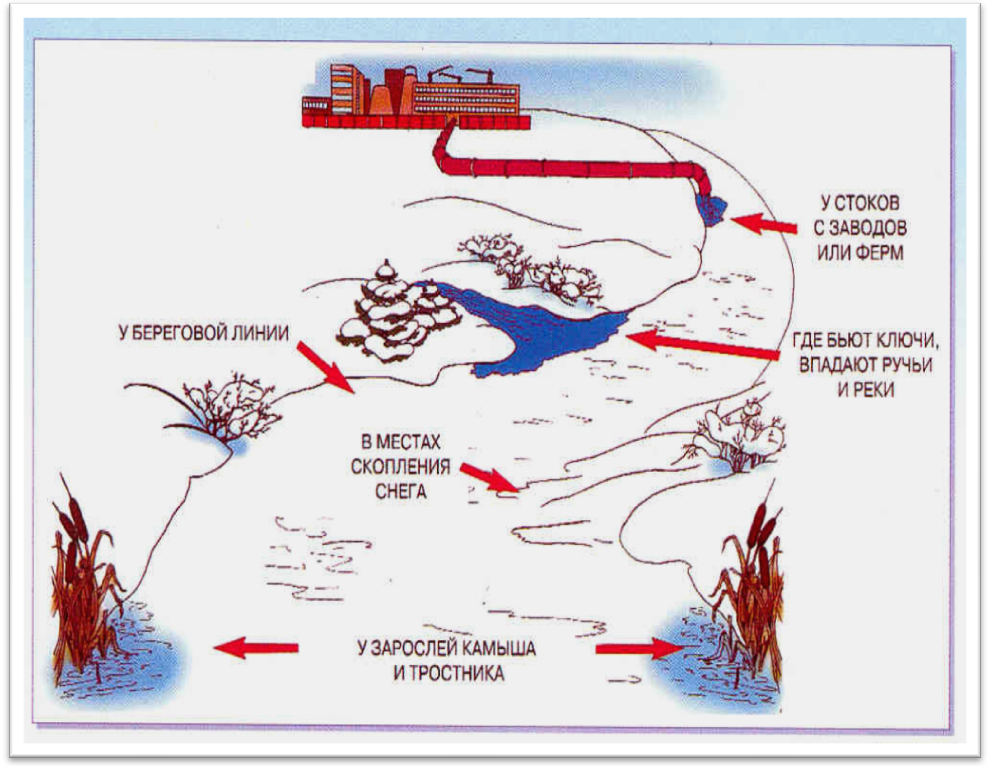 У СТОКОВ
С ЗАВОДОВ
ИЛИ ФЕРМ
У БЕРЕГОВОЙ ЛИНИИ
ГДЕ БЬЮТ КЛЮЧИ,
ВПАДАЮТ РУЧЬИ
И РЕКИ
В МЕСТАХ
СКОПЛЕНИЯ
СНЕГА
У ЗАРОСЛЕЙ КАМЫША
И ТРОСТНИКА